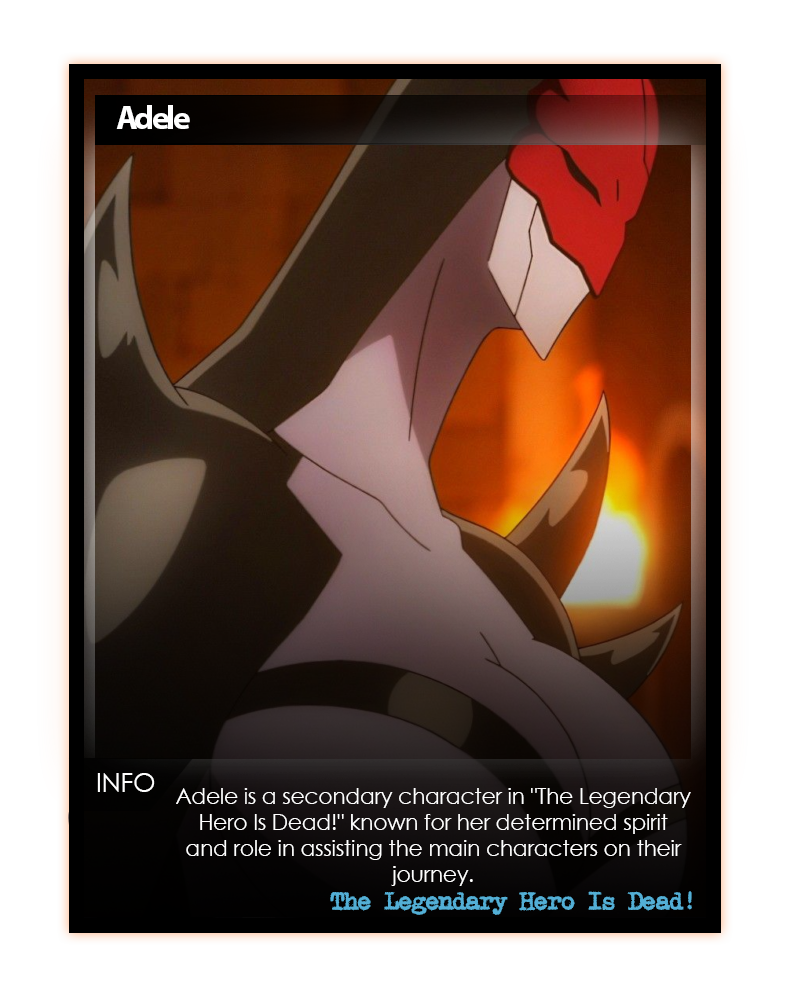 Adele
INFO
Adele is a secondary character in "The Legendary
Hero Is Dead!" known for her determined spirit
and role in assisting the main characters on their
journey.
The Legendary Hero Is Dead!